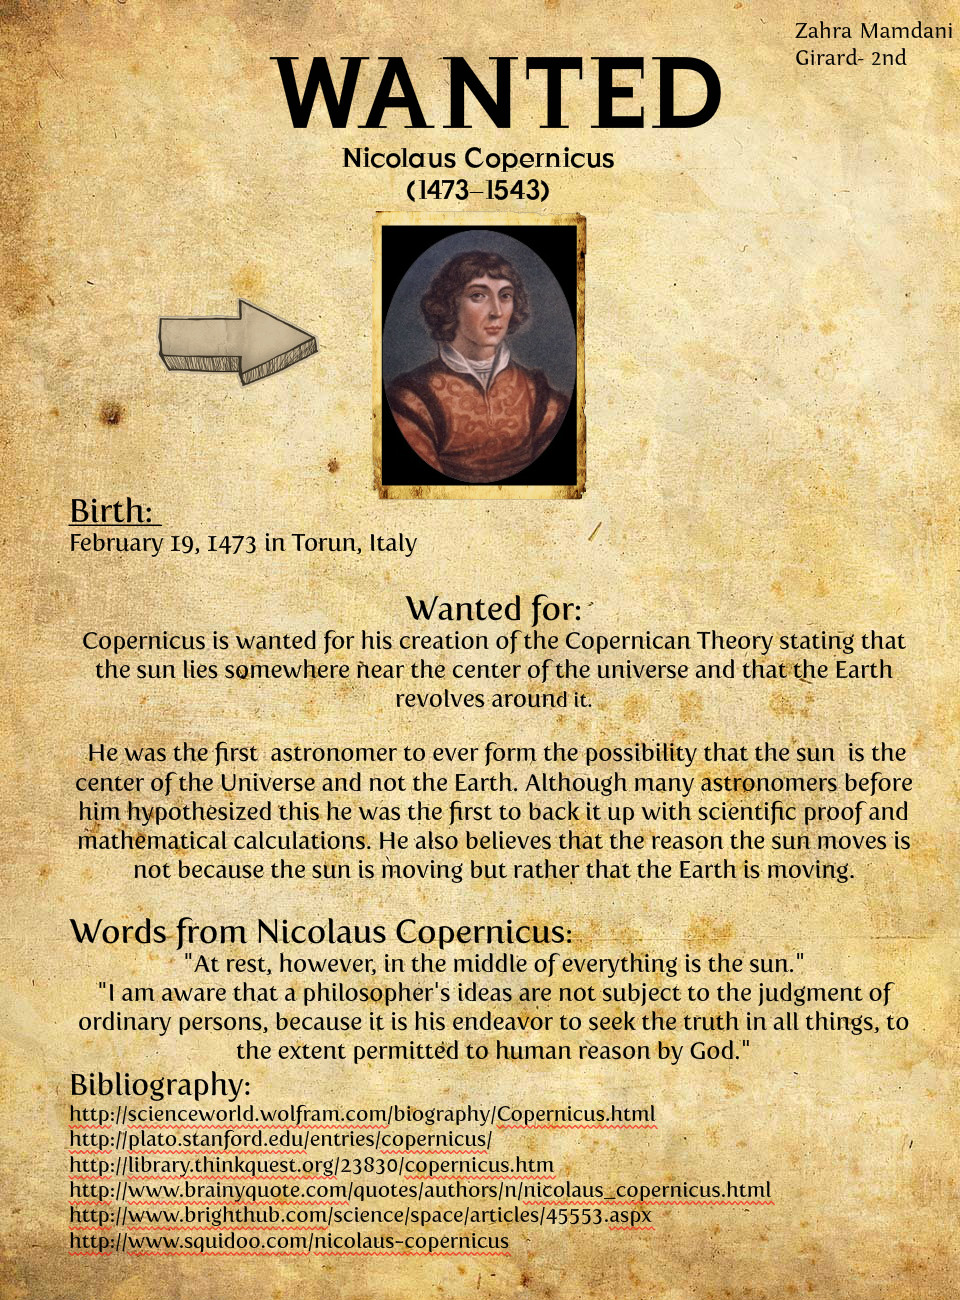 Zahra Mamdani
Girard- 2nd
WANTED
Nicolaus Copernicus
(1473–1543)
Birth:
February 19, 1473 in Torun, Italy
Wanted for:
Copernicus is wanted for his creation of the Copernican Theory stating that
the sun lies somewhere near the center of the universe and that the Earth
revolves around it.
He was the first  astronomer to ever form the possibility that the sun  is the
center of the Universe and not the Earth. Although many astronomers before
him hypothesized this he was the first to back it up with scientific proof and
mathematical calculations. He also believes that the reason the sun moves is
not because the sun is moving but rather that the Earth is moving.
Words from Nicolaus Copernicus:
"At rest, however, in the middle of everything is the sun."
"I am aware that a philosopher's ideas are not subject to the judgment of
ordinary persons, because it is his endeavor to seek the truth in all things, to
the extent permitted to human reason by God."
Bibliography:
http://scienceworld.wolfram.com/biography/Copernicus.html
http://plato.stanford.edu/entries/copernicus/
http://library.thinkquest.org/23830/copernicus.htm
http://www.brainyquote.com/quotes/authors/n/nicolaus_copernicus.html
http://www.brighthub.com/science/space/articles/45553.aspx
http://www.squidoo.com/nicolaus-copernicus